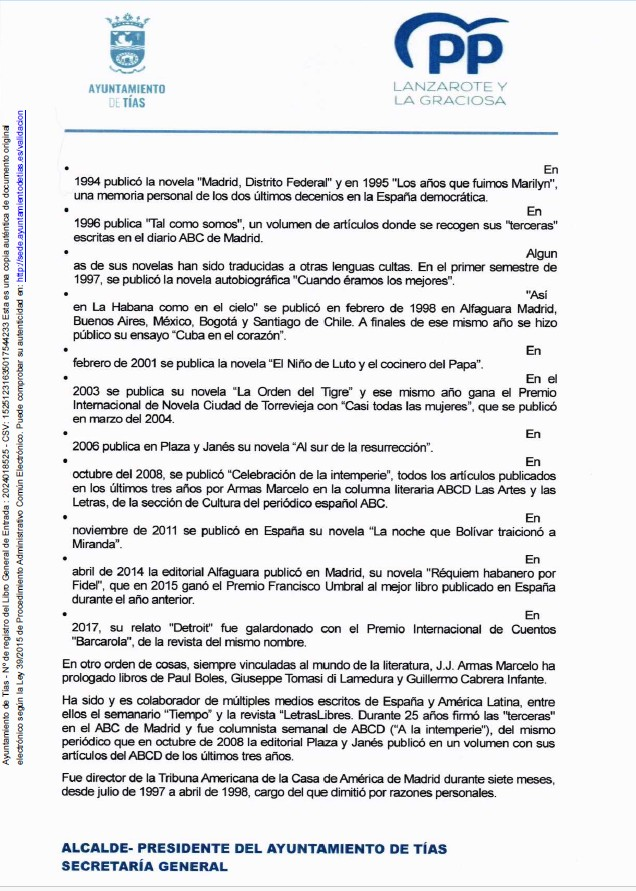 AYUNTAMIENTO
DE TÍAS
PP
LANZAROTE Y
LA GRACIOSA
Ayuntamiento de Tías - Nº de registro del Libro General de Entrada : 2024018525 - CSV: 15251231635017544233 Esta es una copia auténtica de documento original
electrónico según la Ley 39/2015 de Procedimiento Administrativo Común Electrónico. Puede comprobar su autenticidad en: http://sede.ayuntamientodetias.es/validacion
• En
1994 publicó la novela "Madrid, Distrito Federal" y en 1995 "Los años que fuimos Marilyn",
una memoria personal de los dos últimos decenios en la España democrática.
• En
1996 publica "Tal como somos", un volumen de artículos donde se recogen sus "terceras"
escritas en el diario ABC de Madrid.
• Algun
as de sus novelas han sido traducidas a otras lenguas cultas. En el primer semestre de
1997, se publicó la novela autobiográfica "Cuando éramos los mejores".
• "Así
en La Habana como en el cielo" se publicó en febrero de 1998 en Alfaguara Madrid,
Buenos Aires, México, Bogotá y Santiago de Chile. A finales de ese mismo año se hizo
público su ensayo "Cuba en el corazón".
• En
febrero de 2001 se publica la novela "El Niño de Luto y el cocinero del Papa".
• En el
2003 se publica su novela "La Orden del Tigre" y ese mismo año gana el Premio
Internacional de Novela Ciudad de Torrevieja con "Casi todas las mujeres", que se publicó
en marzo del 2004.
• En
2006 publica en Plaza y Janés su novela "Al sur de la resurrección".
• En
octubre del 2008, se publicó "Celebración de la intemperie", todos los artículos publicados
en los últimos tres años por Armas Marcelo en la columna literaria ABCD Las Artes y las
Letras, de la sección de Cultura del periódico español ABC.
• En
noviembre de 2011 se publicó en España su novela "La noche que Bolívar traicionó a
Miranda".
• En
abril de 2014 la editorial Alfaguara publicó en Madrid, su novela "Réquiem habanero por
Fidel", que en 2015 ganó el Premio Francisco Umbral al mejor libro publicado en España
durante el año anterior.
• En
2017, su relato "Detroit" fue galardonado con el Premio Internacional de Cuentos
"Barcarola", de la revista del mismo nombre.
En otro orden de cosas, siempre vinculadas al mundo de la literatura, J.J. Armas Marcelo ha
prologado libros de Paul Boles, Giuseppe Tomasi di Lamedura y Guillermo Cabrera Infante.
Ha sido y es colaborador de múltiples medios escritos de España y América Latina, entre
ellos el semanario "Tiempo" y la revista "LetrasLibres. Durante 25 años firmó las "terceras"
en el ABC de Madrid y fue columnista semanal de ABCD ("A la intemperie"), del mismo
periódico que en octubre de 2008 la editorial Plaza y Janés publicó en un volumen con sus
artículos del ABCD de los últimos tres años.
Fue director de la Tribuna Americana de la Casa de América de Madrid durante siete meses,
desde julio de 1997 a abril de 1998, cargo del que dimitió por razones personales.
ALCALDE- PRESIDENTE DEL AYUNTAMIENTO DE TÍAS
SECRETARÍA GENERAL